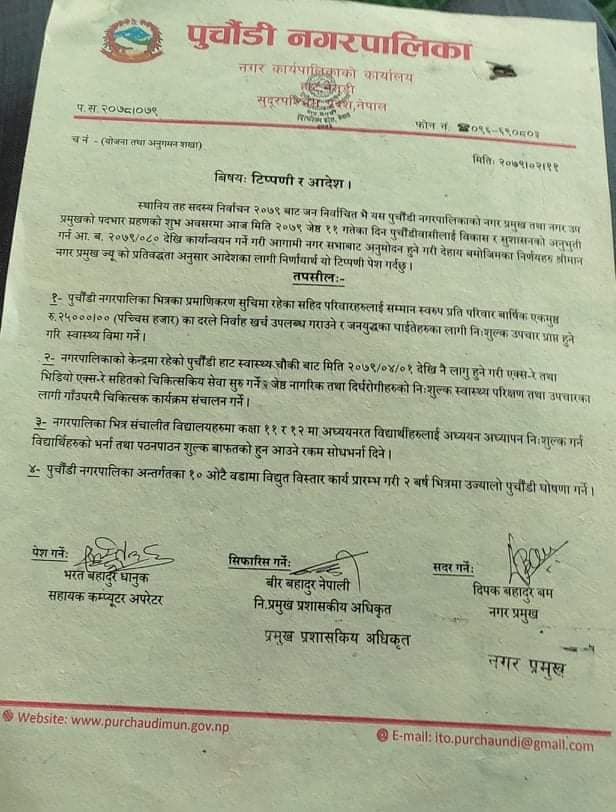 पुर्चौडी नगरपालिका
नगर कार्यपालिकाको कार्यालय
सुदूरपश्चिम प्रदेश,नेपाल
प.स.२०७८।०७९
फोन नं. ☎०९६-६९०८०३
च नं - (योजना तथा अनुगमन शाखा)
मितिः २०७९।०२।११
बिषयः टिप्पणी र आदेश ।
स्थानिय तह सदस्य निर्वाचन २०७९ बाट जन निर्वाचित भै यस पुर्चौडी नगरपालिकाको नगर प्रमुख तथा नगर उप
प्रमुखको पदभार ग्रहणको शुभ अवसरमा आज मिति २०७९ जेष्ठ ११ गतेका दिन पुर्चौडीवासीलाई विकास र सुशासनको अनुभुती
गर्न आ. ब. २०७९/०८० देखि कार्यान्वयन गर्ने गरी आगामी नगर सभाबाट अनुमोदन हुने गरी देहाय बमोजिमका निर्णयहरु श्रीमान
नगर प्रमुख ज्यू को प्रतिवद्धता अनुसार आदेशका लागी निर्णयार्थ यो टिप्पणी पेश गर्दछु ।
तपसीलः-
१- पुर्चौडी नगरपालिका भित्रका प्रमाणिकरण सुचिमा रहेका सहिद परिवारहरुलाई सम्मान स्वरुप प्रति परिवार बार्षिक एकमुष्ठ
रु.२५०००।०० (पच्चिस हजार) का दरले निर्वाह खर्च उपलब्ध गराउने र जनयुद्धका घाईतेहरुका लागी निःशुल्क उपचार प्राप्त हुने
गरि स्वास्थ्य विमा गर्ने ।
२- नगरपालिकाको केन्द्रमा रहेको पुर्चौडी हाट स्वास्थ्य चौकी बाट मिति २०७९/०४/०१ देखि नै लागु हुने गरी एक्स-रे तथा
भिडियो एक्स-रे सहितको चिकित्सकिय सेवा सुरु गर्ने र जेष्ठ नागरिक तथा दिर्घरोगीहरुको निःशुल्क स्वास्थ्य परिक्षण तथा उपचारका
लागी गाँउघरमै चिकित्सक कार्यक्रम संचालन गर्ने ।
३- नगरपालिका भित्र संचालीत विद्यालयहरुमा कक्षा ११ र १२ मा अध्ययनरत विद्यार्थीहरुलाई अध्ययन अध्यापन निःशुल्क गर्न
विद्यार्थिहरुको भर्ना तथा पठनपाठन शुल्क बाफतको हुन आउने रकम सोधभर्ना दिने ।
४- पुर्चौडी नगरपालिका अन्तर्गतका १० ओटै वडामा विद्युत विस्तार कार्य प्रारम्भ गरी २ बर्ष भित्रमा उज्यालो पुर्चौडी घोषणा गर्ने ।
पेश गर्नेः
सिफारिस गर्नेः
सदर गर्नेः
भरत बहादुर धानुक
बीर बहादुर नेपाली
दिपक बहादुर बम
सहायक कम्प्युटर अपरेटर
नि.प्रमुख प्रशासकीय अधिकृत
नगर प्रमुख
प्रमुख प्रशासकिय अधिकृत
नगर प्रमुख
Website: www.purchaudimun.gov.np
E-mail: ito.purchaundi@gmail.com